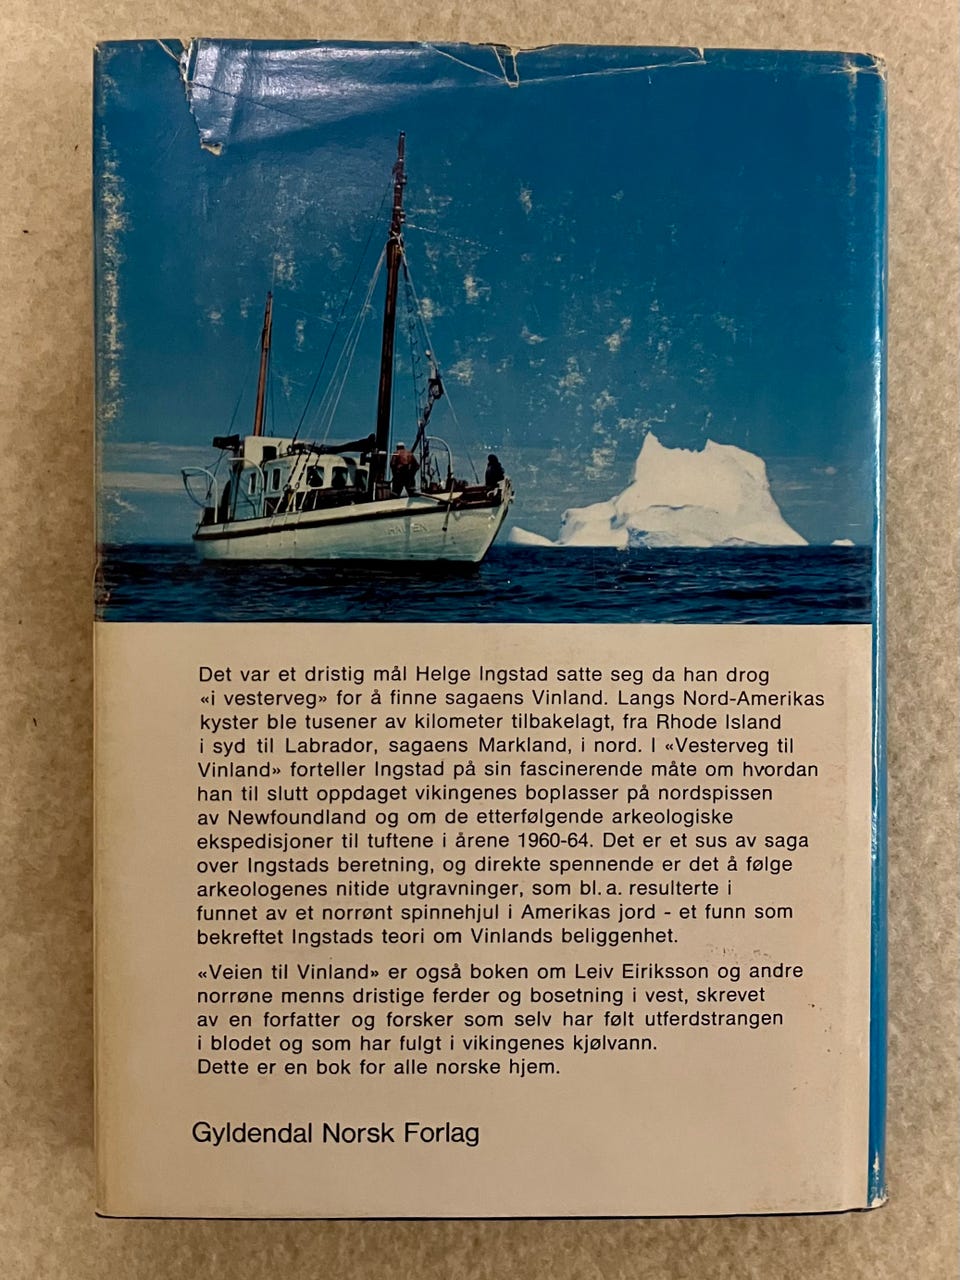 Det var et dristig mål Helge Ingstad satte seg da han drog
«i vesterveg» for å finne sagaens Vinland. Langs Nord-Amerikas
kyster ble tusener av kilometer tilbakelagt, fra Rhode Island
i syd til Labrador, sagaens Markland, i nord. I «Vesterveg til
Vinland» forteller Ingstad på sin fascinerende måte om hvordan
han til slutt oppdaget vikingenes boplasser på nordspissen
av Newfoundland og om de etterfølgende arkeologiske
ekspedisjoner til tuftene i årene 1960-64. Det er et sus av saga
over Ingstads beretning, og direkte spennende er det å følge
arkeologenes nitide utgravninger, som bl. a. resulterte i
funnet av et norrønt spinnehjul i Amerikas jord - et funn som
bekreftet Ingstads teori om Vinlands beliggenhet.
«Veien til Vinland» er også boken om Leiv Eiriksson og andre
norrøne menns dristige ferder og bosetning i vest, skrevet
av en forfatter og forsker som selv har følt utferdstrangen
i blodet og som har fulgt i vikingenes kjølvann.
Dette er en bok for alle norske hjem.
Gyldendal Norsk Forlag